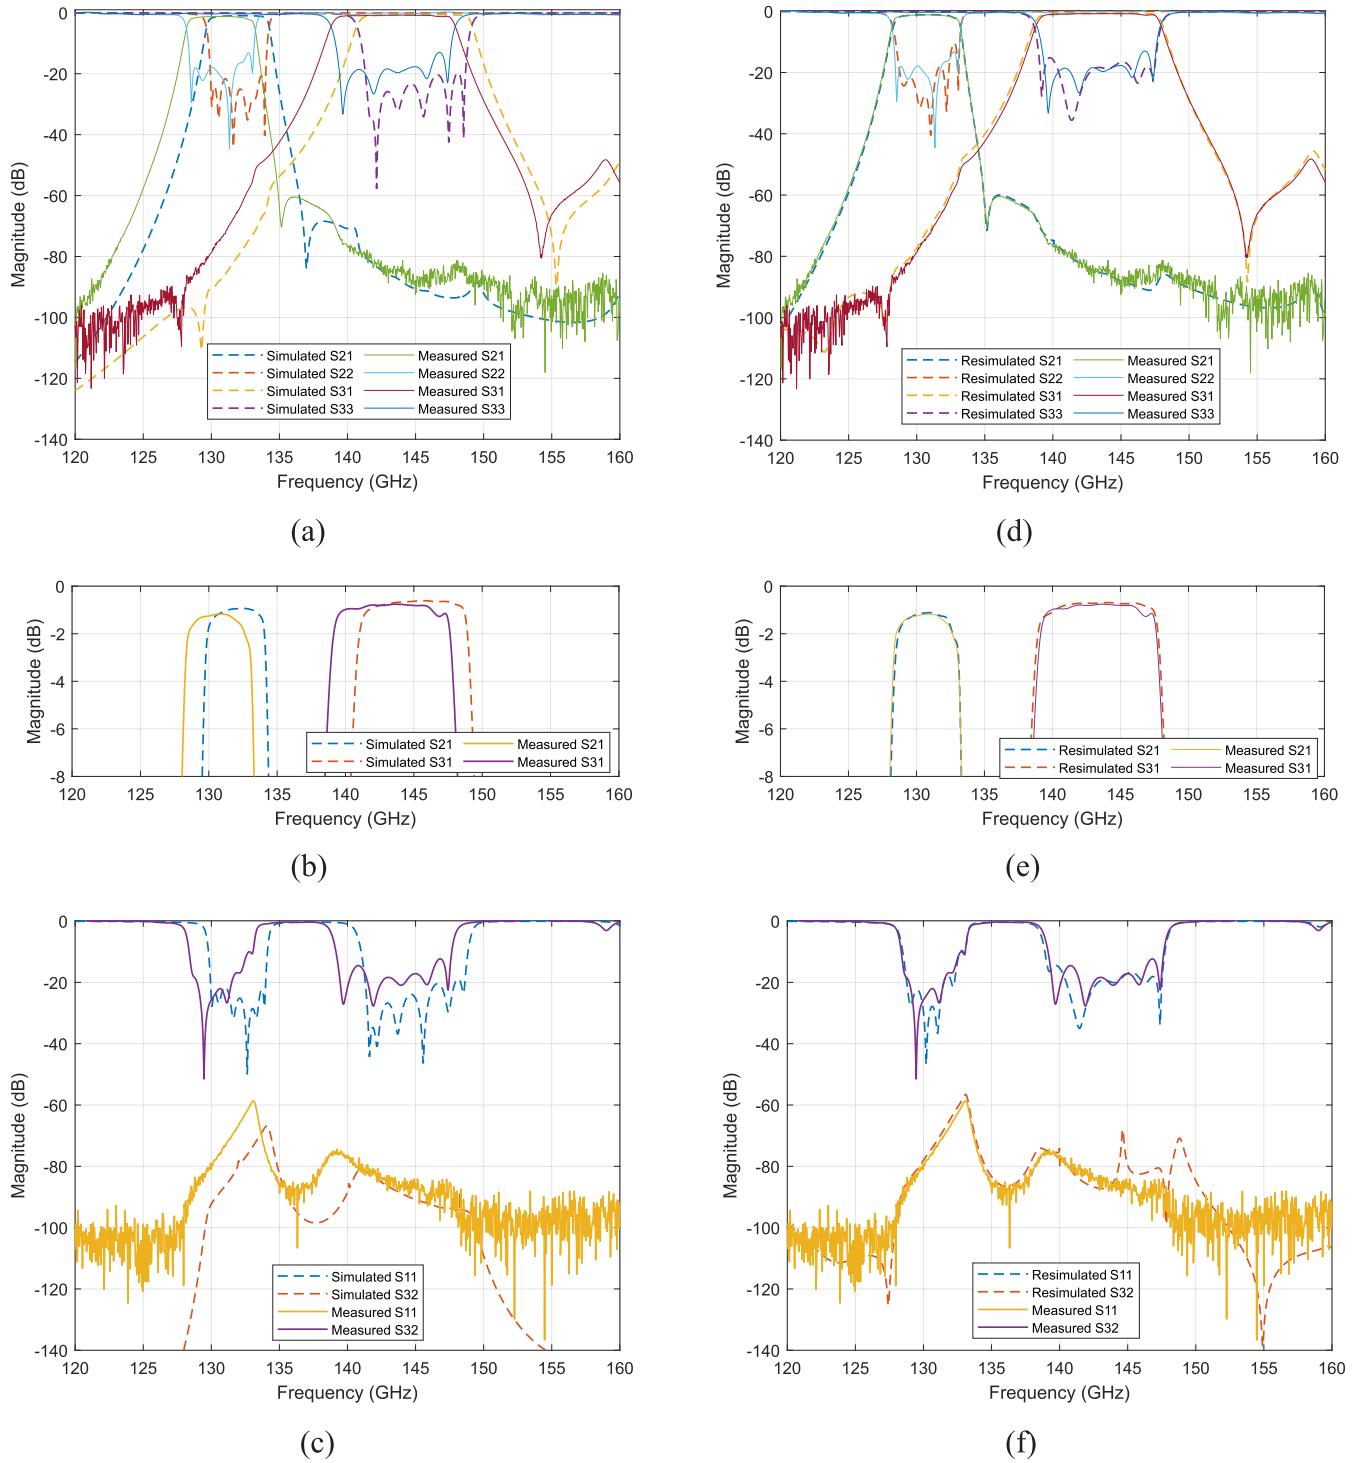 0
-20
-40
-60
-80
-100
-120
-140
Magnitude (dB)
Simulated S21 Measured S21
Simulated S22 Measured S22
Simulated S31 Measured S31
Simulated S33 Measured S33
120 125 130 135 140 145 150 155 160
Frequency (GHz)
(a)
0
-20
-40
-60
-80
-100
-120
-140
Magnitude (dB)
Resimulated S21 Measured S21
Resimulated S22 Measured S22
Resimulated S31 Measured S31
Resimulated S33 Measured S33
120 125 130 135 140 145 150 155 160
Frequency (GHz)
(d)
0
-2
-4
-6
-8
Magnitude (dB)
Simulated S21 Measured S21
Simulated S31 Measured S31
120 125 130 135 140 145 150 155 160
Frequency (GHz)
(b)
0
-2
-4
-6
-8
Magnitude (dB)
Resimulated S21 Measured S21
Resimulated S31 Measured S31
120 125 130 135 140 145 150 155 160
Frequency (GHz)
(e)
0
-20
-40
-60
-80
-100
-120
-140
Magnitude (dB)
Simulated S11
Simulated S32
Measured S11
Measured S32
120 125 130 135 140 145 150 155 160
Frequency (GHz)
(c)
0
-20
-40
-60
-80
-100
-120
-140
Magnitude (dB)
Resimulated S11
Resimulated S32
Measured S11
Measured S32
120 125 130 135 140 145 150 155 160
Frequency (GHz)
(f)